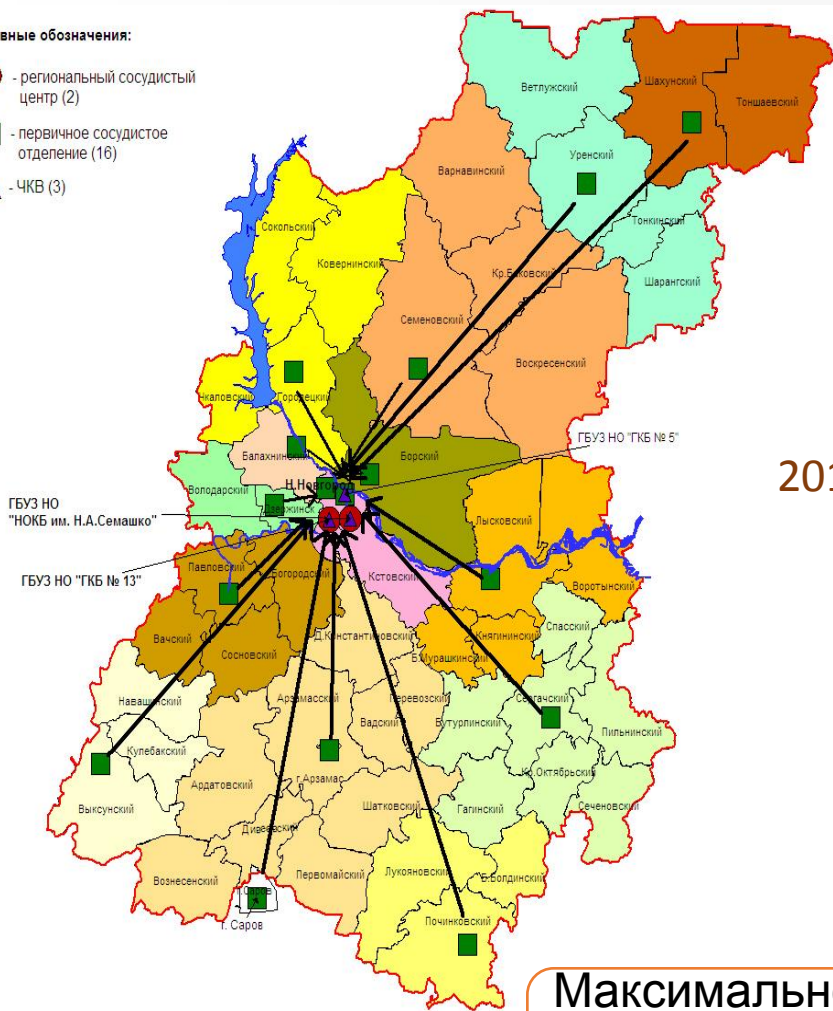 вные обозначения:
- региональный сосудистый
центр (2)
- первичное сосудистое
отделение (16)
- ЧКВ (3)
Ветлужский
Шахунский
Тоншаевский
Уренский
Варнавинский
Тонкинский
Сокольский
Ковернинский
Кр.Баковский
Шарангский
Семеновский
Воскресенский
Чкаловский
Городецкий
ГБУЗ НО "ГКБ № 5"
Балахнинский
Борский
201
Володарский
Н.Новгород
Дзержинск
ГБУЗ НО
"НОКБ им. Н.А.Семашко"
Лысковский
Павловский
Богородский
Кстовский
ГБУЗ НО "ГКБ № 13"
Воротынский
Спасский
Вачский
Сосновский
Д.Константиновский
Княгининский
Б.Мурашкинский
Навашинский
Арзамасский
Перевозский
Сергачский
Вадский
Бутурлинский
Пильнинский
Кулебакский
г.Арзамас
Кр.Октябрьский
Ардатовский
Выксунский
Шатковский
Гагинский
Сеченовский
Дивеевский
Вознесенский
Первомайский
Лукояновский
Б.Болдинский
г.Саров
Починковский
г. Саров
Максимальн